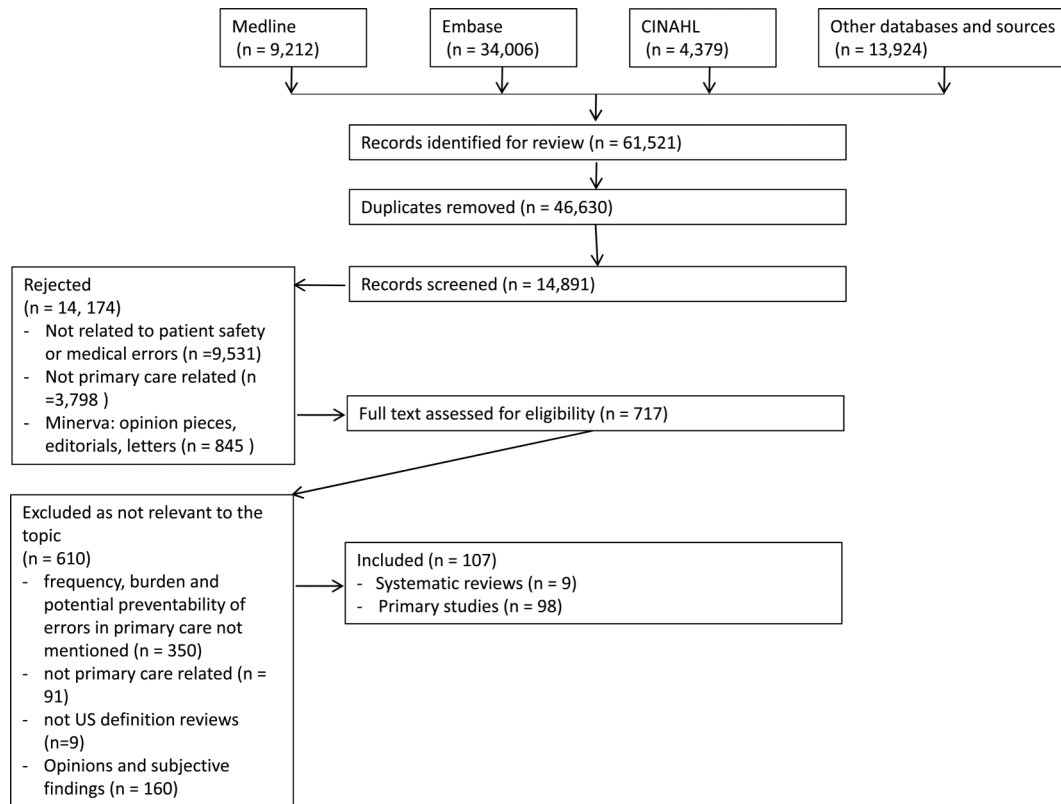 Medline
(n = 9,212)
Embase
(n = 34,006)
CINAHL
(n = 4,379)
Other databases and sources
(n = 13,924)
Records identified for review (n = 61,521)
Duplicates removed (n = 46,630)
Records screened (n = 14,891)
Rejected
(n = 14, 174)
- Not related to patient safety
or medical errors (n =9,531)
- Not primary care related (n
=3,798 )
- Minerva: opinion pieces,
editorials, letters (n = 845 )
Full text assessed for eligibility (n = 717)
Excluded as not relevant to the
topic
(n = 610)
- frequency, burden and
potential preventability of
errors in primary care not
mentioned (n = 350)
- not primary care related (n =
91)
- not US definition reviews
(n=9)
- Opinions and subjective
findings (n = 160)
Included (n = 107)
- Systematic reviews (n = 9)
- Primary studies (n = 98)